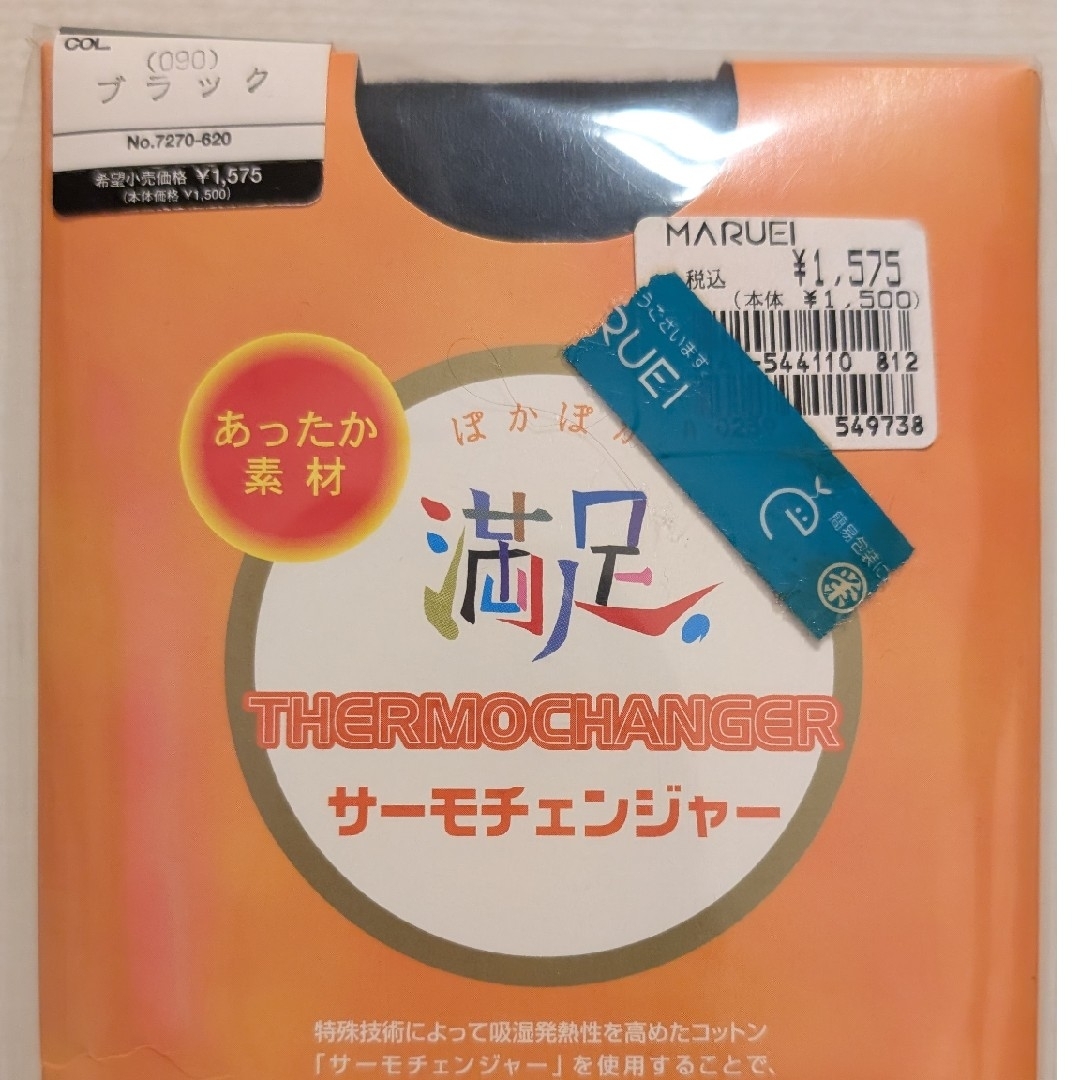 COL.
(090)
ブラック
No.7270-620
希望小売価格 ¥1,575
(本体価格 ¥1,500)
MARUEI
税込 ¥1,575
(本体 ¥1,500)
544110 812
549738
うございます。
RUEI
簡易包装に
栄
あったか
素材
ぽかぽか
満足。
THERMOCHANGER
サーモチェンジャー
特殊技術によって吸湿発熱性を高めたコットン
「サーモチェンジャー」を使用することで、